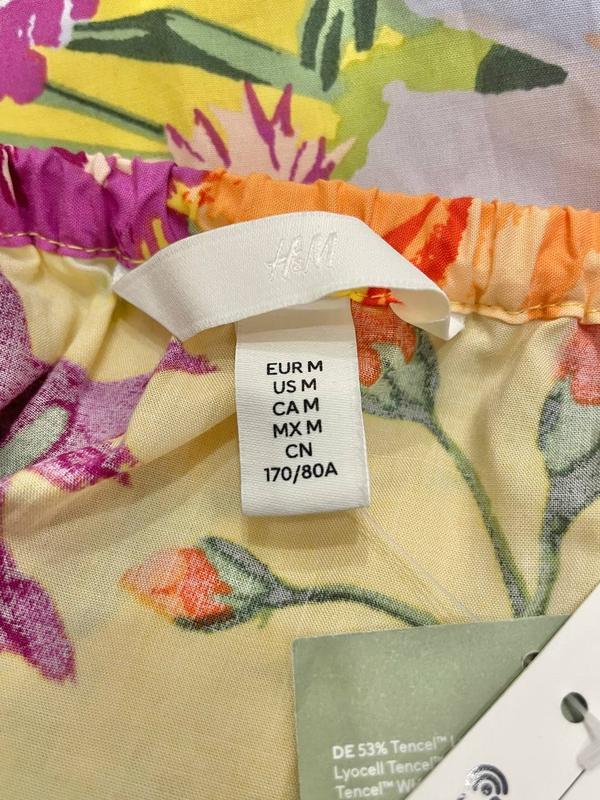 H&M
EUR M
US M
CA M
MX M
CN
170/80A
DE 53% Tencel™
Lyocell Tencel™
Tencel™